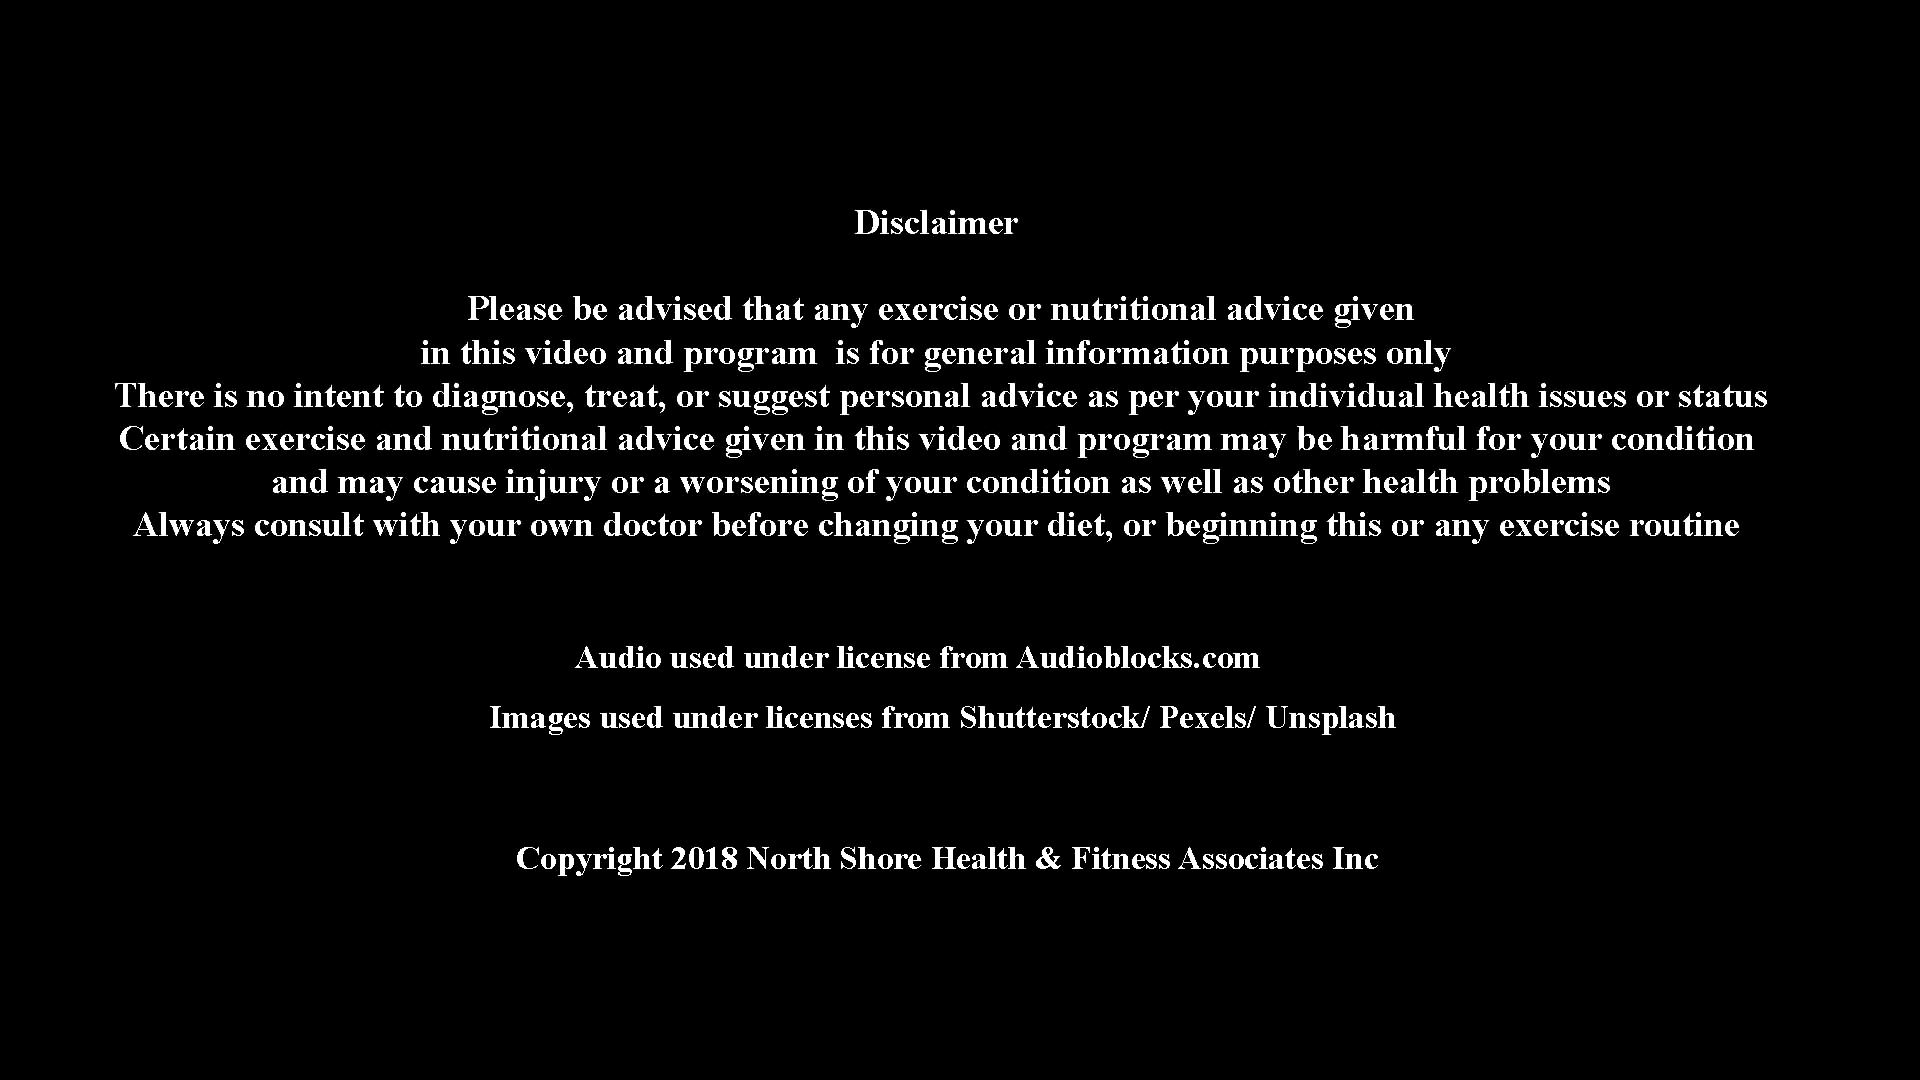 Disclaimer
Please be advised that any exercise or nutritional advice given
in this video and program  is for general information purposes only
There is no intent to diagnose, treat, or suggest personal advice as per your individual health issues or status
Certain exercise and nutritional advice given in this video and program may be harmful for your condition
and may cause injury or a worsening of your condition as well as other health problems
Always consult with your own doctor before changing your diet, or beginning this or any exercise routine
Audio used under license from Audioblocks.com
Images used under licenses from Shutterstock/ Pexels/ Unsplash
Copyright 2018 North Shore Health & Fitness Associates Inc